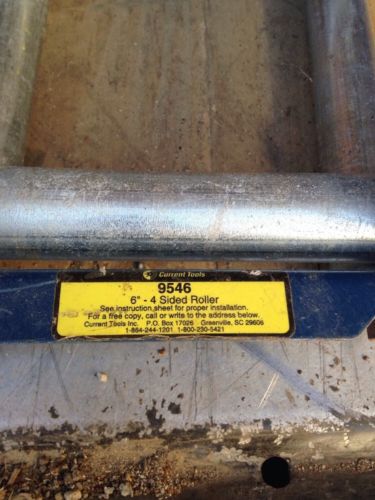 Current Tools
9546
6" - 4 Sided Roller
See instruction sheet for proper installation.
For a free copy, call or write to the address below.
Current Tools Inc. P.O. Box 17026 Greenville, SC 29606
1-864-244-1201 1-800-230-5421